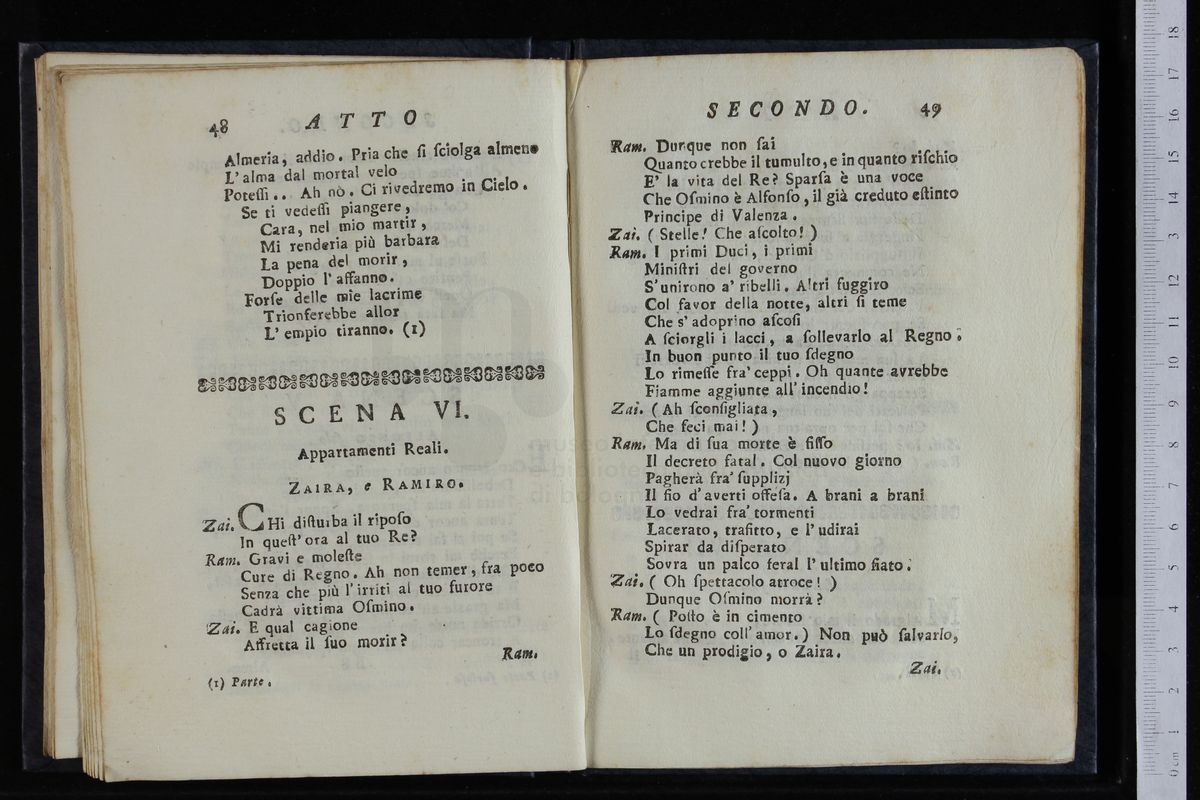 48 ATTO
Almeria, addio. Pria che ſi ſciolga almeno
L' alma dal mortal velo
Poteſſi .. Ah nò. Ci rivedremo in Cielo.
Se ti vedeſſi piangere,
Cara, nel mio martir,
Mi renderia più barbara
La pena del morir,
Doppio l' affanno.
Forſe delle mie lacrime
Trionferebbe allor
L' empio tiranno. (1)
SCENA VI.
Appartamenti Reali.
ZAIRA, e RAMIRO.
Zai. CHi diſturba il ripoſo
In queſt' ora al tuo Re?
Ram. Gravi e moleſte
Cure di Regno. Ah non temer, fra poco
Senza che più l' irriti al tuo furore
Cadrà vittima Oſmino.
Zai. E qual cagione
Affretta il ſuo morir?
Ram.
(1) Parte.
SECONDO. 49
Ram. Dunque non ſai
Quanto crebbe il tumulto, e in quanto riſchio
E' la vita del Re? Sparſa è una voce
Che Oſmino è Alfonſo, il già creduto eſtinto
Principe di Valenza.
Zai. ( Stelle! Che aſcolto! )
Ram. I primi Duci, i primi
Miniſtri del governo
S' unirono a' ribelli. Altri fuggiro
Col favor della notte, altri ſi teme
Che s' adoprino aſcoſi
A ſciorgli i lacci, a ſollevarlo al Regno.
In buon punto il tuo ſdegno
Lo rimeſſe fra' ceppi. Oh quante avrebbe
Fiamme aggiunte all' incendio!
Zai. ( Ah ſconſigliata,
Che feci mai! )
Ram. Ma di ſua morte è fiſſo
Il decreto fatal. Col nuovo giorno
Pagherà fra' ſupplizj
Il fio d' averti offeſa. A brani a brani
Lo vedrai fra' tormenti
Lacerato, trafitto, e l' udirai
Spirar da diſperato
Sovra un palco feral l' ultimo fiato.
Zai. ( Oh ſpettacolo atroce! )
Dunque Oſmino morrà?
Ram. ( Poſto è in cimento
Lo ſdegno coll' amor.) Non può ſalvarlo,
Che un prodigio, o Zaira.
Zai.